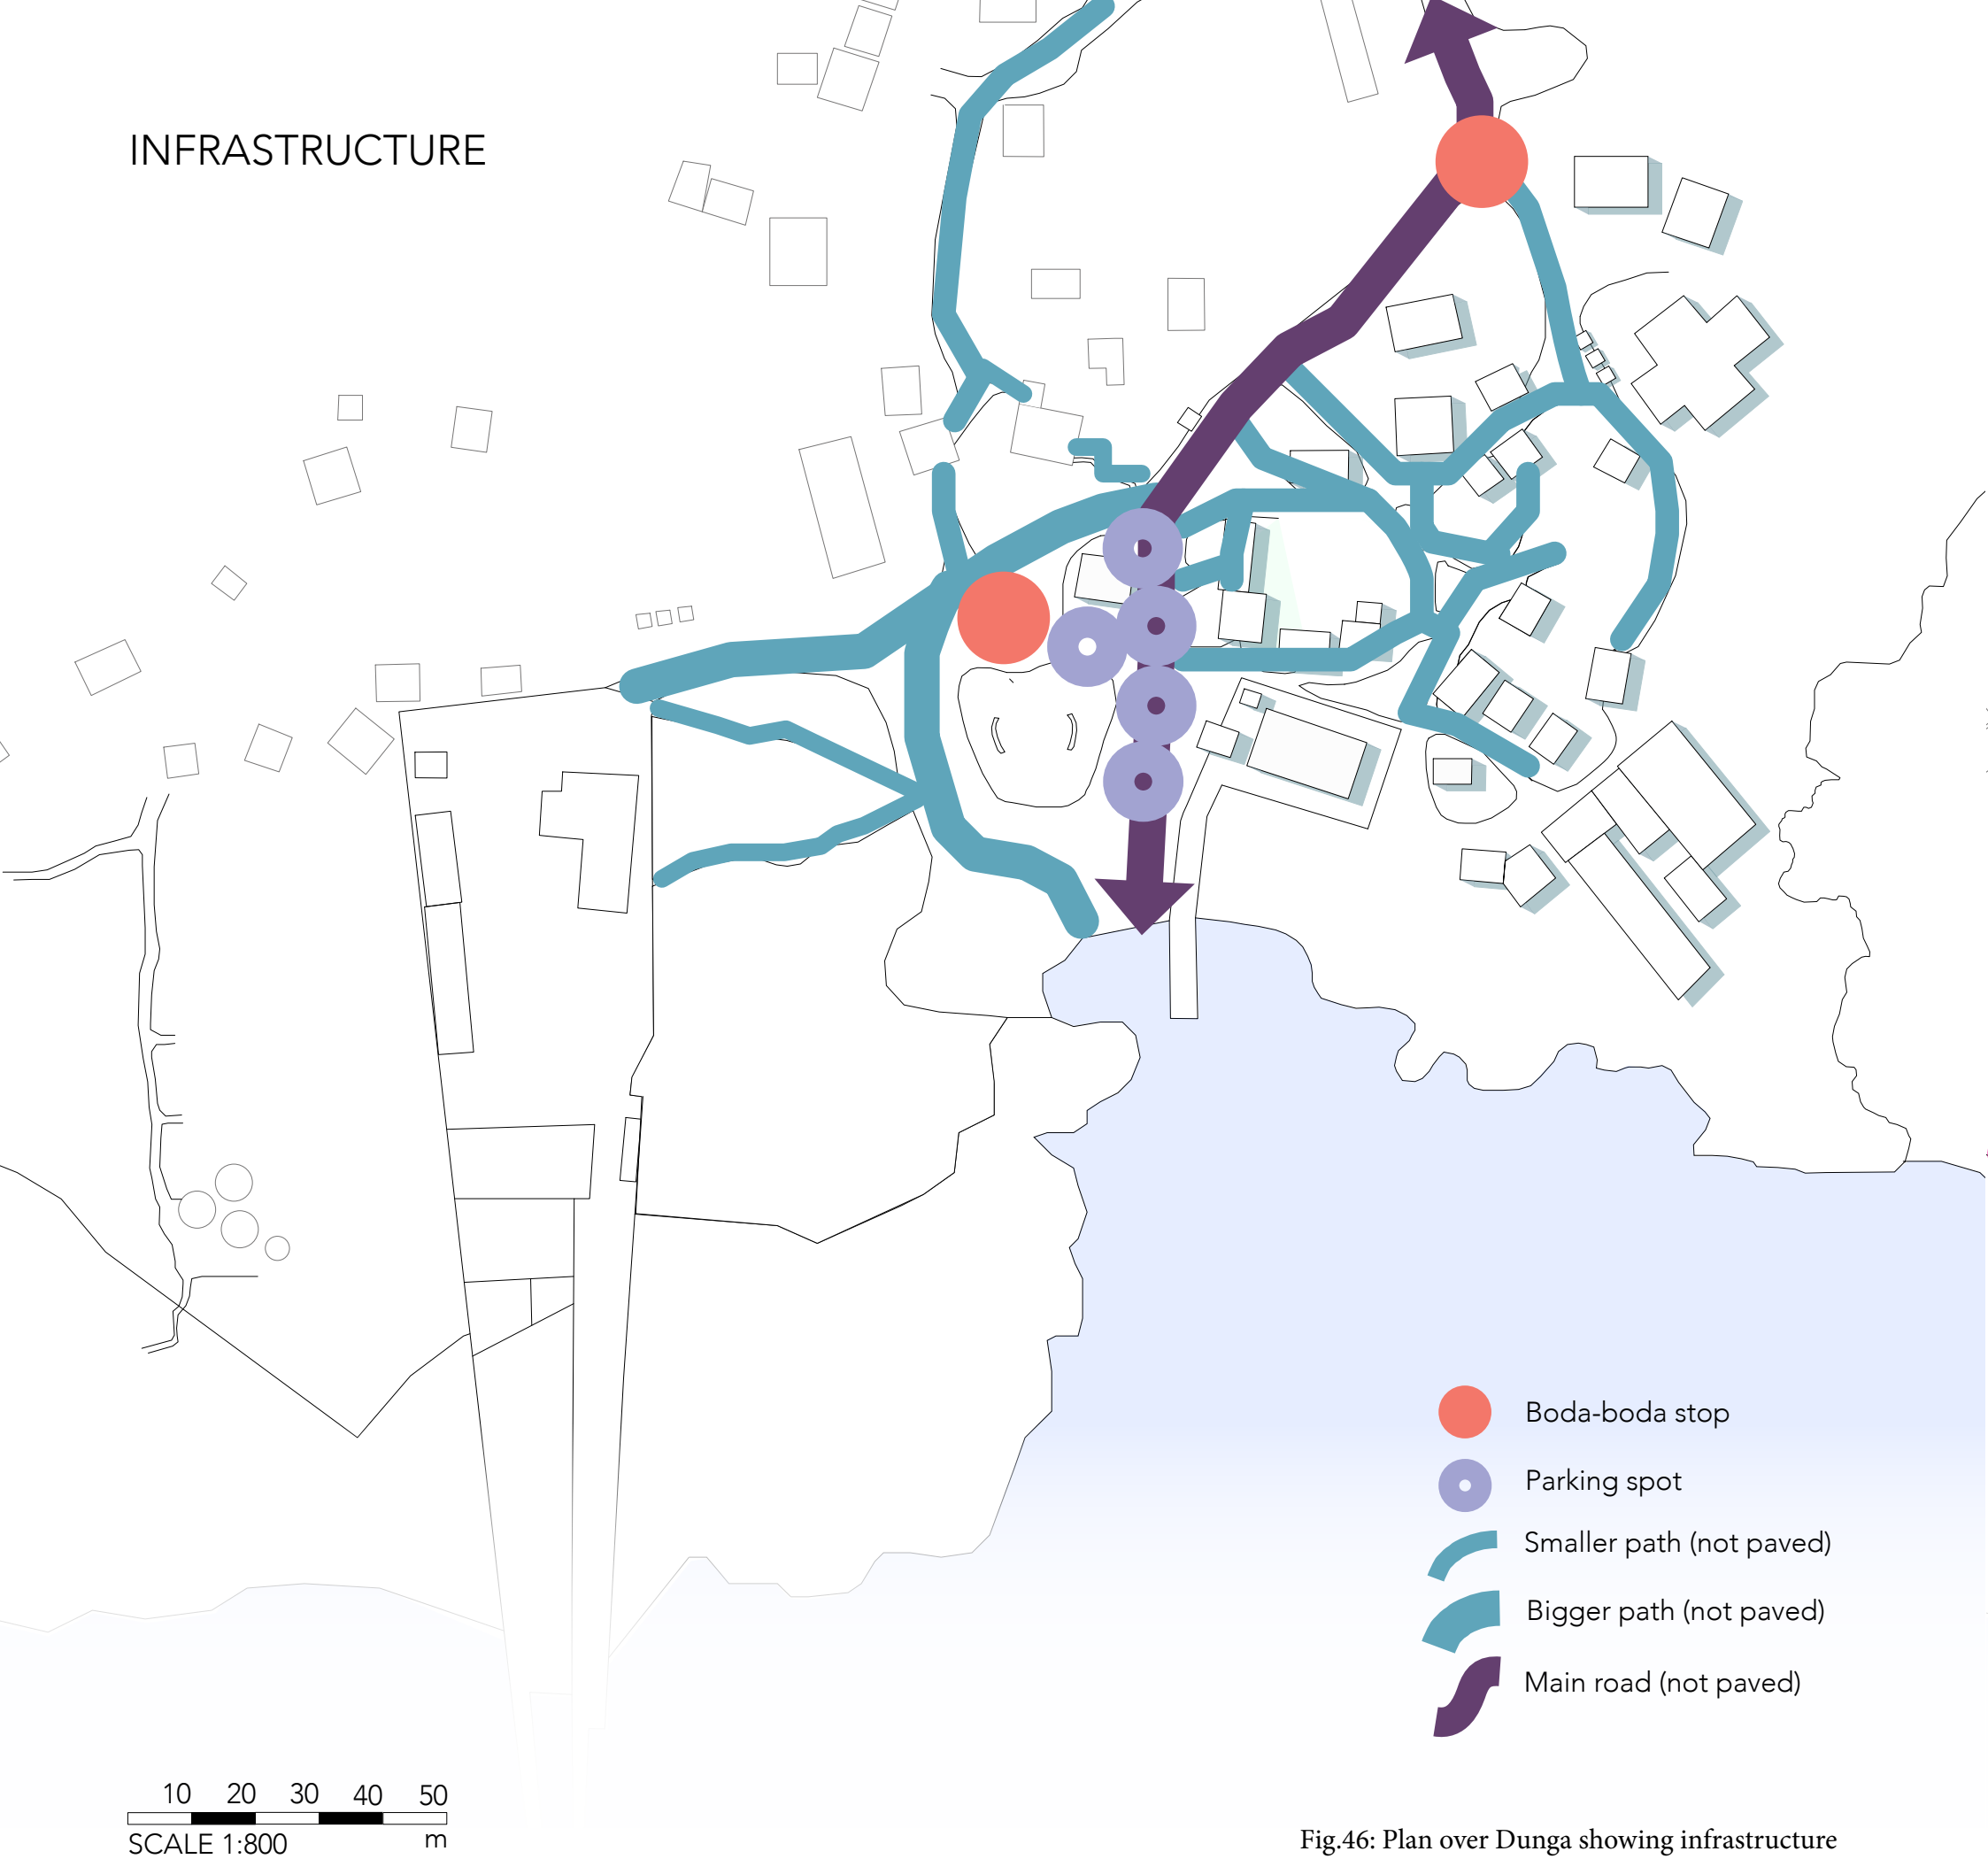 INFRASTRUCTURE
Boda-boda stop
Parking spot
Smaller path (not paved)
Bigger path (not paved)
Main road (not paved)
10 20 30 40 50
SCALE 1:800 m
Fig.46: Plan over Dunga showing infrastructure